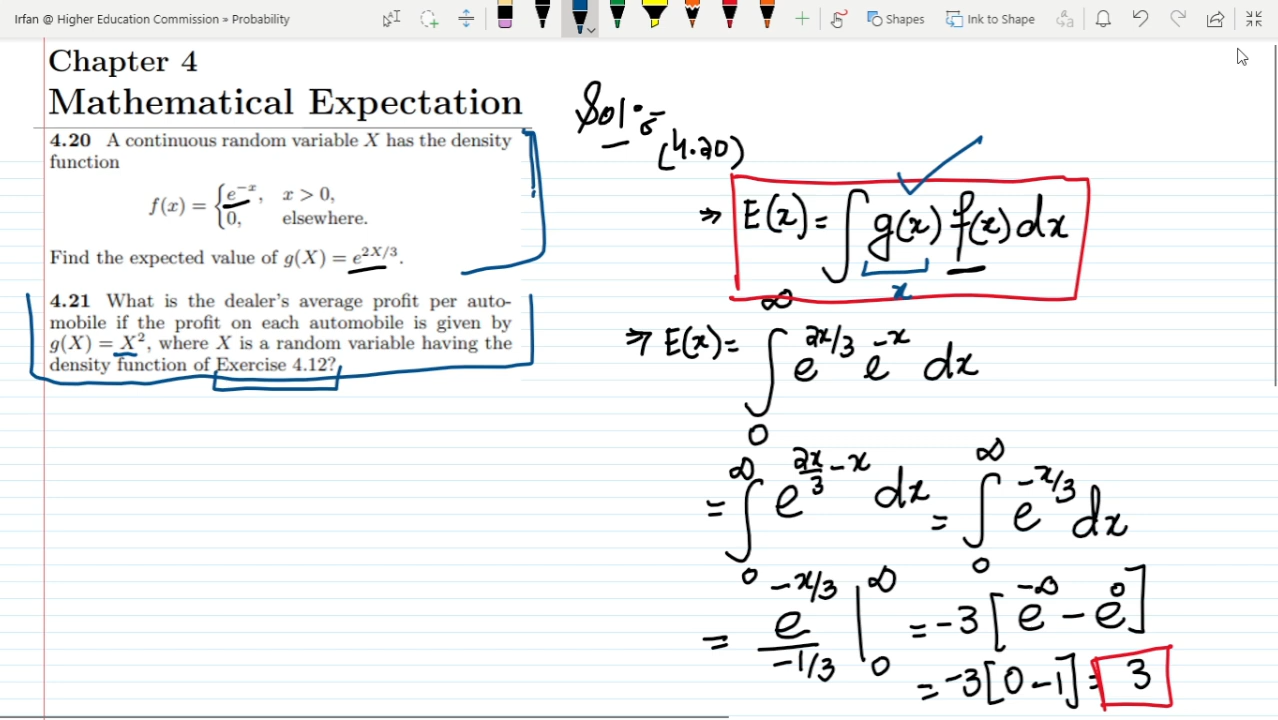 Irfan @ Higher Education Commission » Probability
Shapes
Ink to Shape
Chapter 4
Mathematical Expectation
4.20 A continuous random variable X has the density
function
f(x) = { e^{-x}, x > 0,
0, elsewhere.
Find the expected value of g(X) = e^{2X/3}.
4.21 What is the dealer's average profit per auto-
mobile if the profit on each automobile is given by
g(X) = X², where X is a random variable having the
density function of Exercise 4.12?
Sol:-
(4.20)
⇒ E(x) = ∫ g(x) f(x) dx
x
⇒ E(x) = ∫_0^∞ e^{2x/3} e^{-x} dx
= ∫_0^∞ e^{2x/3 - x} dx = ∫_0^∞ e^{-x/3} dx
= e^{-x/3} / -1/3 |_0^∞ = -3[e^{-∞} - e^0]
= -3[0-1] = 3